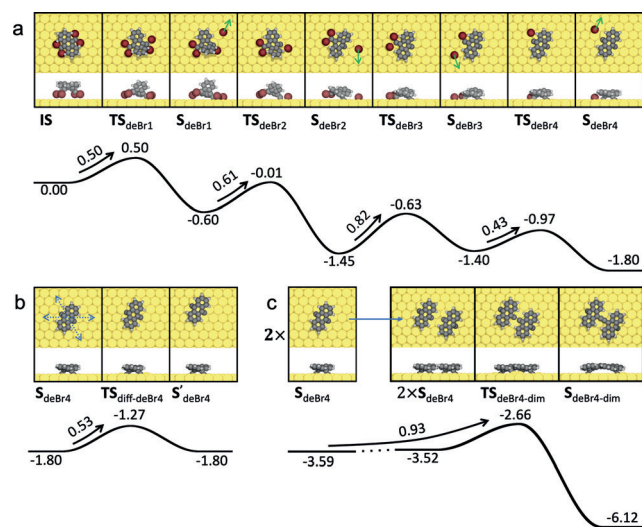 a
IS TS_deBr1 S_deBr1 TS_deBr2 S_deBr2 TS_deBr3 S_deBr3 TS_deBr4 S_deBr4
0.50 0.50
0.00
0.61 -0.01
-0.60
0.82 -0.63
-1.45
0.43 -0.97
-1.40
-1.80
b
S_deBr4 TS_diff-deBr4 S′_deBr4
0.53 -1.27
-1.80 -1.80
c
2×
S_deBr4 2×S_deBr4 TS_deBr4-dim S_deBr4-dim
0.93 -2.66
-3.59 -3.52
-6.12